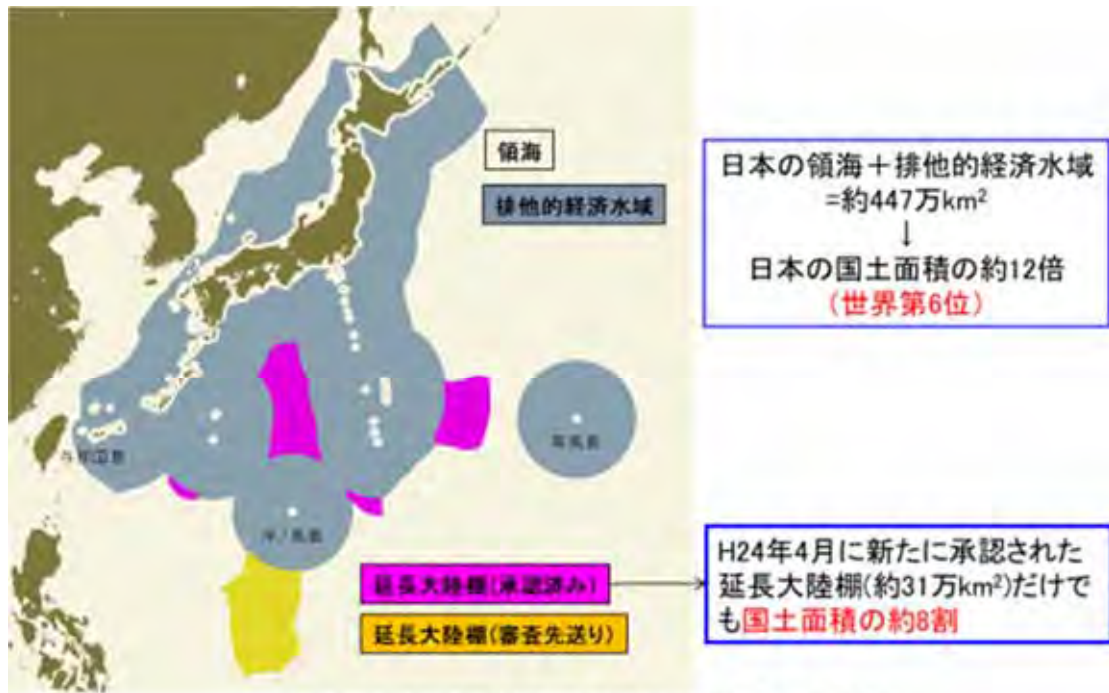 領海
排他的経済水域
日本の領海+排他的経済水域
=約447万km²
↓
日本の国土面積の約12倍
(世界第6位)
与那国島
沖ノ鳥島
延長大陸棚(承認済み)
延長大陸棚(審査先送り)
H24年4月に新たに承認された
延長大陸棚(約31万km²)だけで
も国土面積の約8割